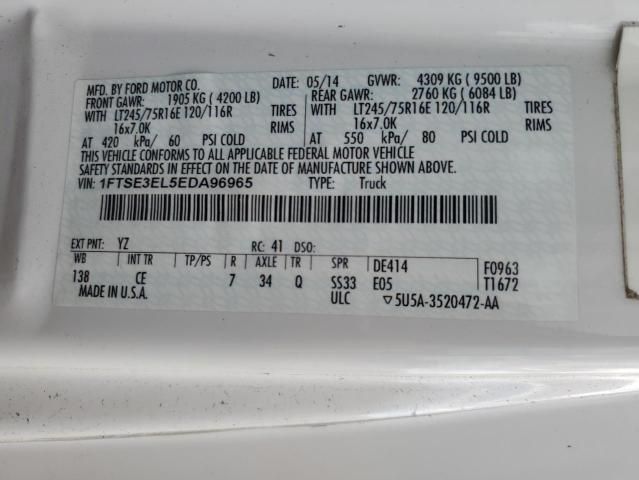 MFD. BY FORD MOTOR CO. DATE: 05/14 GVWR: 4309 KG ( 9500 LB)
FRONT GAWR: 1905 KG ( 4200 LB) REAR GAWR: 2760 KG ( 6084 LB)
WITH LT245/75R16E 120/116R TIRES WITH LT245/75R16E 120/116R TIRES
16x7.0K RIMS 16x7.0K RIMS
AT 420 kPa/ 60 PSI COLD AT 550 kPa/ 80 PSI COLD
THIS VEHICLE CONFORMS TO ALL APPLICABLE FEDERAL MOTOR VEHICLE
SAFETY STANDARDS IN EFFECT ON THE DATE OF MANUFACTURE SHOWN ABOVE.
VIN: 1FTSE3EL5EDA96965 TYPE: Truck
EXT PNT: YZ RC: 41 DSO:
WB INT TR TP/PS R AXLE TR SPR DE414 F0963
138 CE 7 34 Q SS33 E05 T1672
MADE IN U.S.A. ULC ▽5U5A-3520472-AA